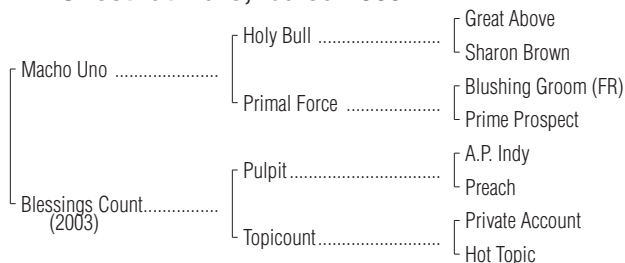 Great Above
Holy Bull ..............................
Sharon Brown
Macho Uno ........................
Blushing Groom (FR)
Primal Force .......................
Prime Prospect
A.P. Indy
Pulpit.....................................
Preach
Blessings Count.................
(2003)
Private Account
Topicount..............................
Hot Topic